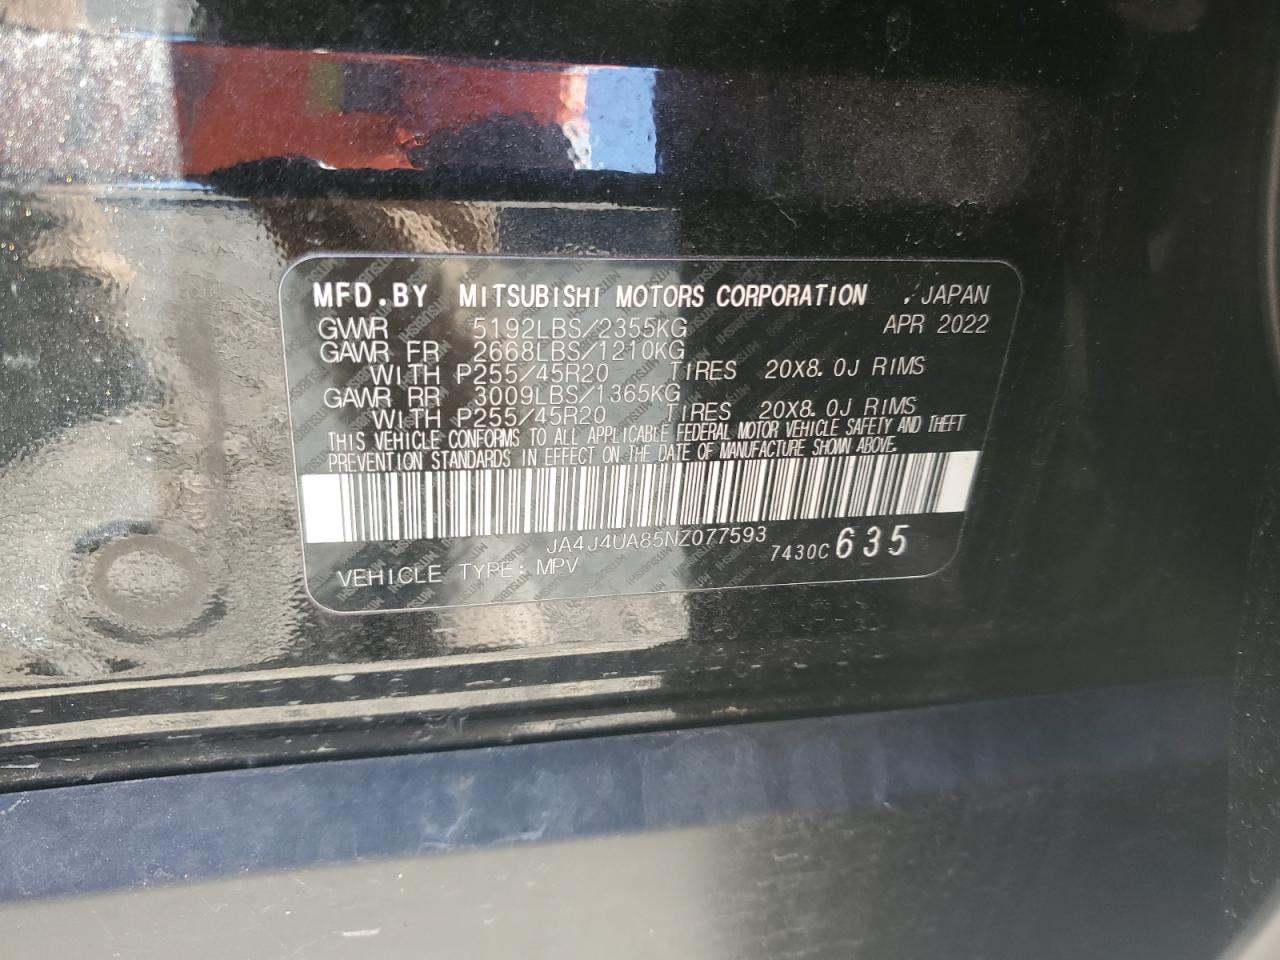 MFD.BY MITSUBISHI MOTORS CORPORATION , JAPAN
GVWR 5192LBS/2355KG APR 2022
GAWR FR 2668LBS/1210KG
WITH P255/45R20 TIRES 20X8.0J RIMS
GAWR RR 3009LBS/1365KG
WITH P255/45R20 TIRES 20X8.0J RIMS
THIS VEHICLE CONFORMS TO ALL APPLICABLE FEDERAL MOTOR VEHICLE SAFETY AND THEFT
PREVENTION STANDARDS IN EFFECT ON THE DATE OF MANUFACTURE SHOWN ABOVE.
JA4J4UA85NZ077593
7430C 635
VEHICLE TYPE: MPV